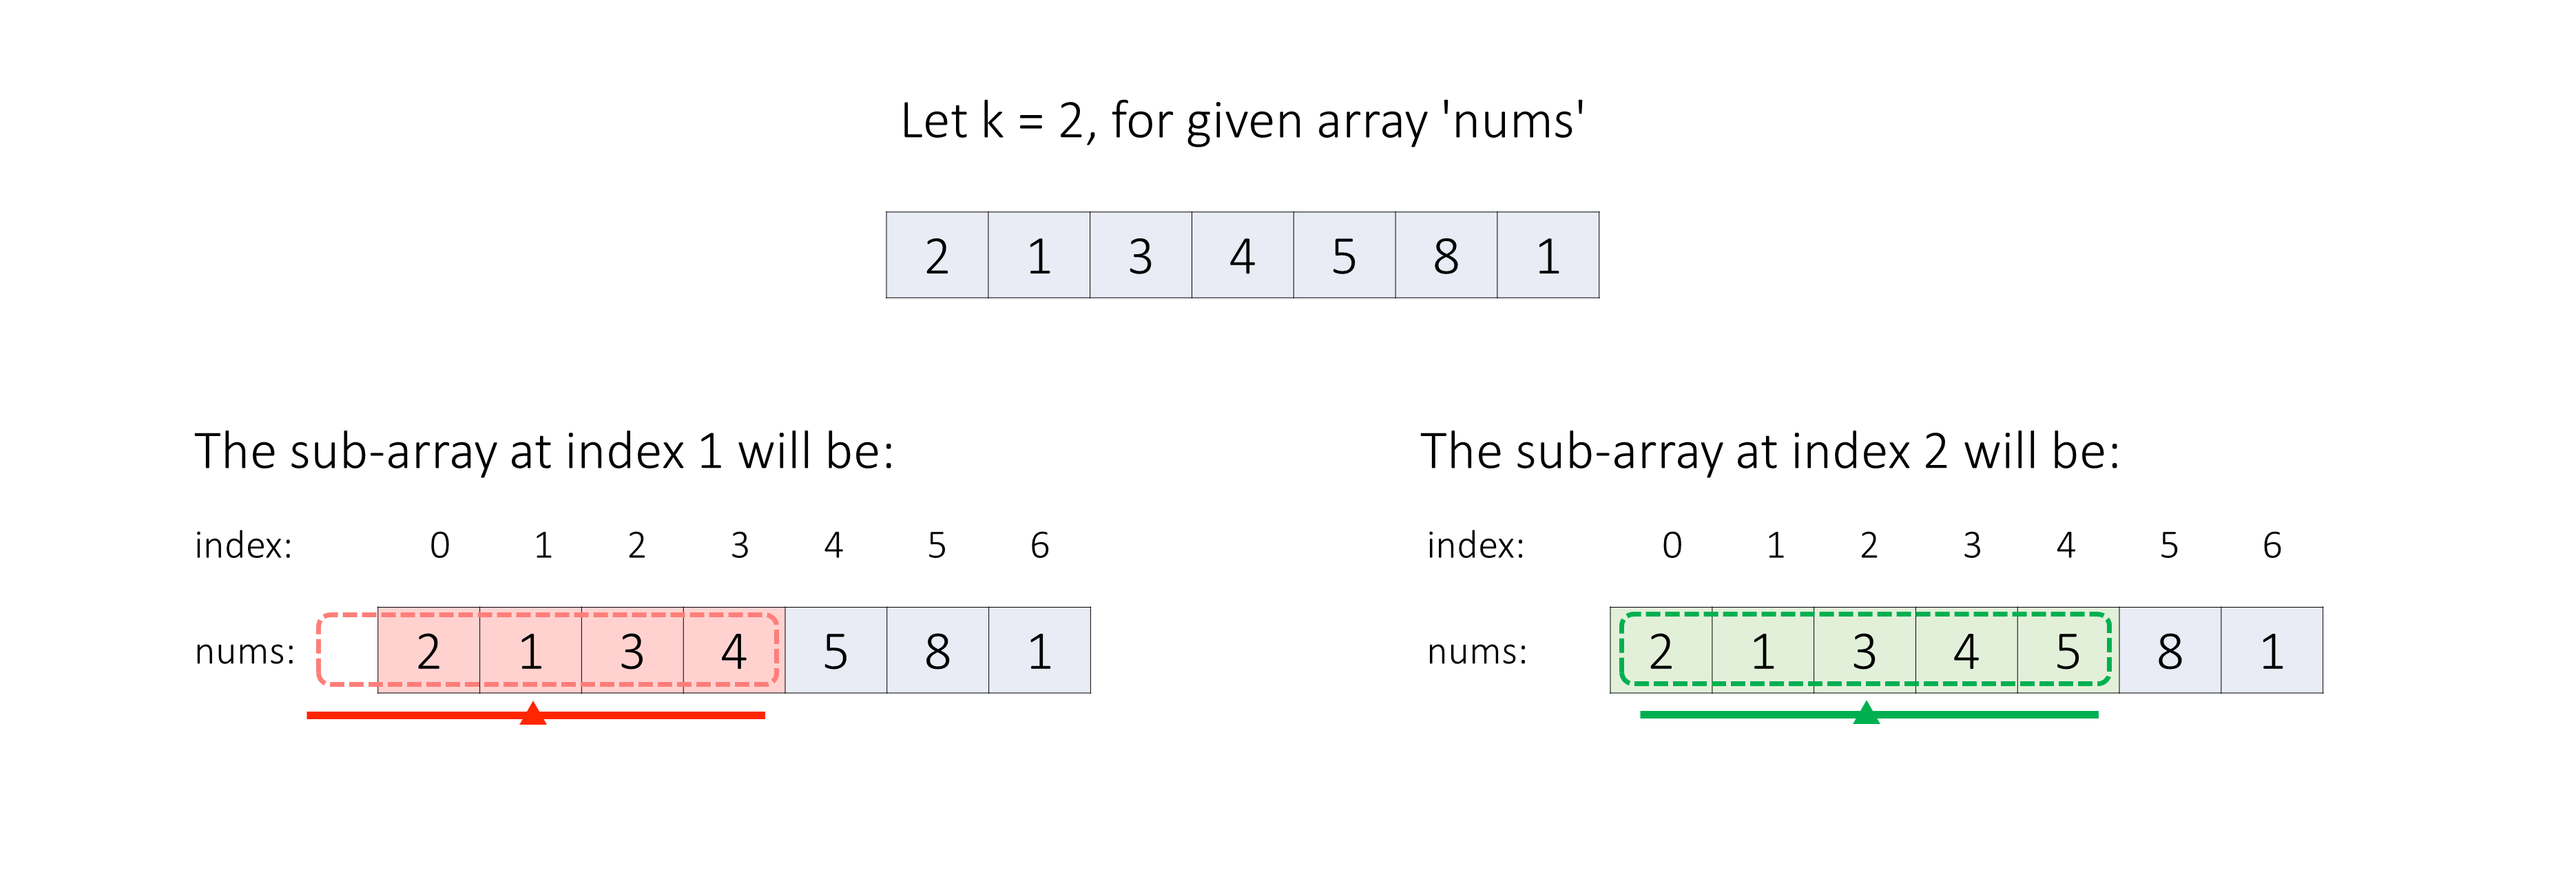 Let k = 2, for given array 'nums'
2 1 3 4 5 8 1
The sub-array at index 1 will be:
index: 0 1 2 3 4 5 6
nums: 2 1 3 4 5 8 1
The sub-array at index 2 will be:
index: 0 1 2 3 4 5 6
nums: 2 1 3 4 5 8 1